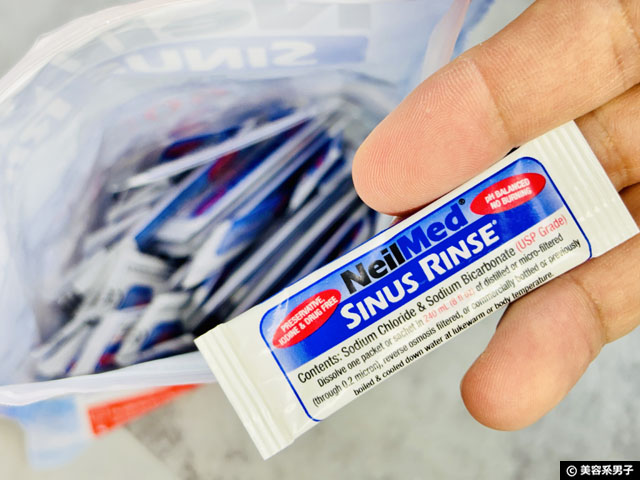 SINUS
pH BALANCED
NO BURNING
NeilMed®
SINUS RINSE
PRESERVATIVE,
IODINE & DRUG FREE
Contents: Sodium Chloride & Sodium Bicarbonate (USP Grade)
Dissolve one packet or sachet in 240 mL (8 fl oz) of distilled or micro-filtered
(through 0.2 micron), reverse osmosis filtered, or commercially bottled or previously
boiled & cooled down water at lukewarm or body temperature.
© 美容系男子